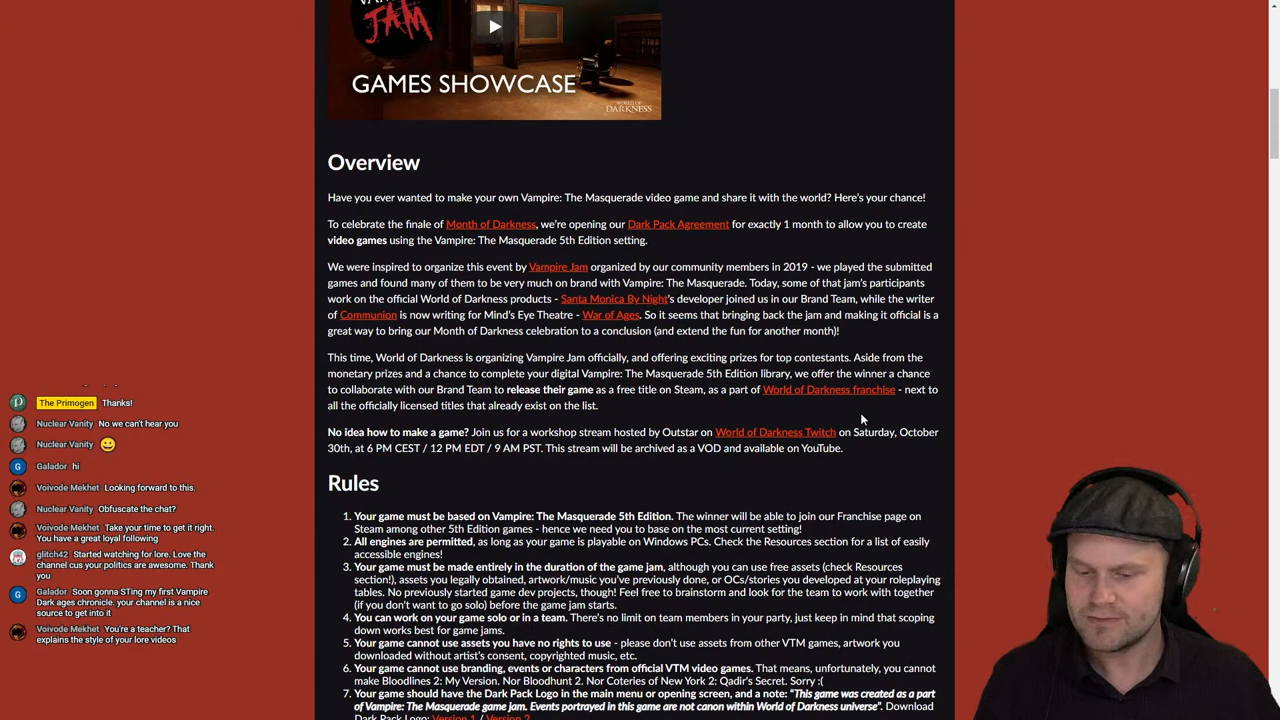 JAM
GAMES SHOWCASE
WORLD OF
DARKNESS
Overview
Have you ever wanted to make your own Vampire: The Masquerade video game and share it with the world? Here's your chance!
To celebrate the finale of Month of Darkness, we're opening our Dark Pack Agreement for exactly 1 month to allow you to create
video games using the Vampire: The Masquerade 5th Edition setting.
We were inspired to organize this event by Vampire Jam organized by our community members in 2019 - we played the submitted
games and found many of them to be very much on brand with Vampire: The Masquerade. Today, some of that jam's participants
work on the official World of Darkness products - Santa Monica By Night's developer joined us in our Brand Team, while the writer
of Communion is now writing for Mind's Eye Theatre - War of Ages. So it seems that bringing back the jam and making it official is a
great way to bring our Month of Darkness celebration to a conclusion (and extend the fun for another month)!
This time, World of Darkness is organizing Vampire Jam officially, and offering exciting prizes for top contestants. Aside from the
monetary prizes and a chance to complete your digital Vampire: The Masquerade 5th Edition library, we offer the winner a chance
to collaborate with our Brand Team to release their game as a free title on Steam, as a part of World of Darkness franchise - next to
all the officially licensed titles that already exist on the list.
No idea how to make a game? Join us for a workshop stream hosted by Outstar on World of Darkness Twitch on Saturday, October
30th, at 6 PM CEST / 12 PM EDT / 9 AM PST. This stream will be archived as a VOD and available on YouTube.
Rules
1. Your game must be based on Vampire: The Masquerade 5th Edition. The winner will be able to join our Franchise page on
Steam among other 5th Edition games - hence we need you to base on the most current setting!
2. All engines are permitted, as long as your game is playable on Windows PCs. Check the Resources section for a list of easily
accessible engines!
3. Your game must be made entirely in the duration of the game jam, although you can use free assets (check Resources
section!), assets you legally obtained, artwork/music you've previously done, or OCs/stories you developed at your roleplaying
tables. No previously started game dev projects, though! Feel free to brainstorm and look for the team to work with together
(if you don't want to go solo) before the game jam starts.
4. You can work on your game solo or in a team. There's no limit on team members in your party, just keep in mind that scoping
down works best for game jams.
5. Your game cannot use assets you have no rights to use - please don't use assets from other VTM games, artwork you
downloaded without artist's consent, copyrighted music, etc.
6. Your game cannot use branding, events or characters from official VTM video games. That means, unfortunately, you cannot
make Bloodlines 2: My Version. Nor Bloodhunt 2. Nor Coteries of New York 2: Qadir's Secret. Sorry :(
7. Your game should have the Dark Pack Logo in the main menu or opening screen, and a note: "This game was created as a part
of Vampire: The Masquerade game jam. Events portrayed in this game are not canon within World of Darkness universe". Download
Dark Pack Logo: Version 1 / Version 2
The Primogen Thanks!
Nuclear Vanity No we can't hear you
Nuclear Vanity
G Galador hi
Voivode Mekhet Looking forward to this.
Nuclear Vanity Obfuscate the chat?
Voivode Mekhet Take your time to get it right.
You have a great loyal following
glitch42 Started watching for lore. Love the
channel cus your politics are awesome. Thank
you
G Galador Soon gonna STing my first Vampire
Dark ages chronicle. your channel is a nice
source to get into it
Voivode Mekhet You're a teacher? That
explains the style of your lore videos